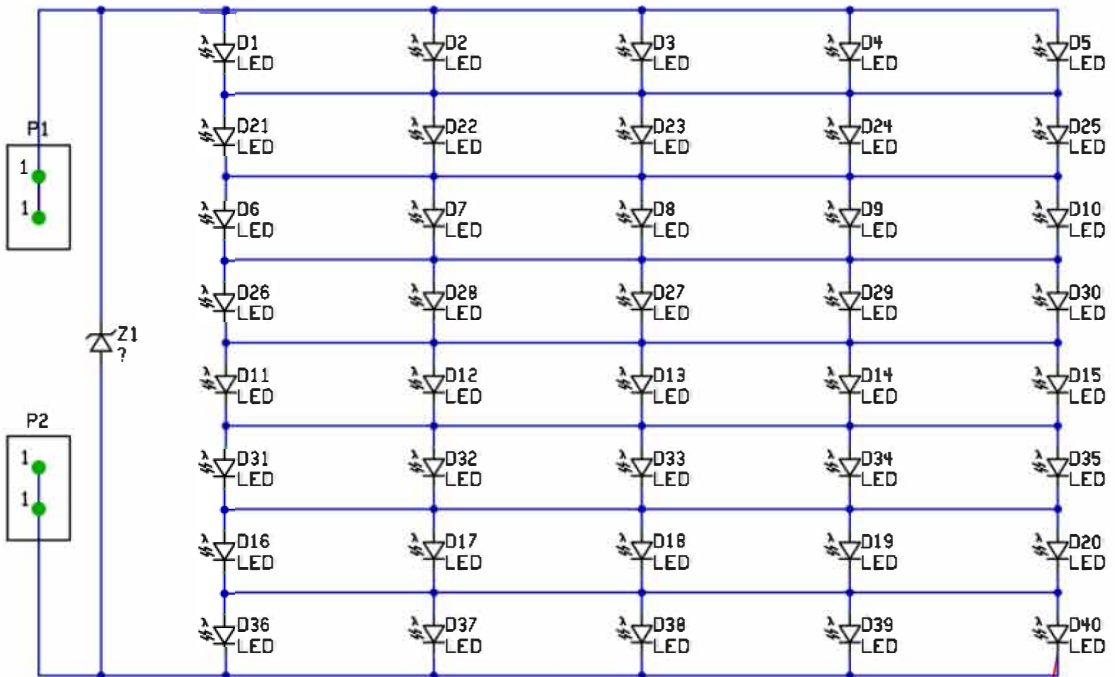 D1 D2 D3 D4 D5
LED LED LED LED LED
P1
D21 D22 D23 D24 D25
LED LED LED LED LED
1
1
D6 D7 D8 D9 D10
LED LED LED LED LED
D26 D28 D27 D29 D30
LED LED LED LED LED
Z1
?
D11 D12 D13 D14 D15
LED LED LED LED LED
P2
1
1
D31 D32 D33 D34 D35
LED LED LED LED LED
D16 D17 D18 D19 D20
LED LED LED LED LED
D36 D37 D38 D39 D40
LED LED LED LED LED